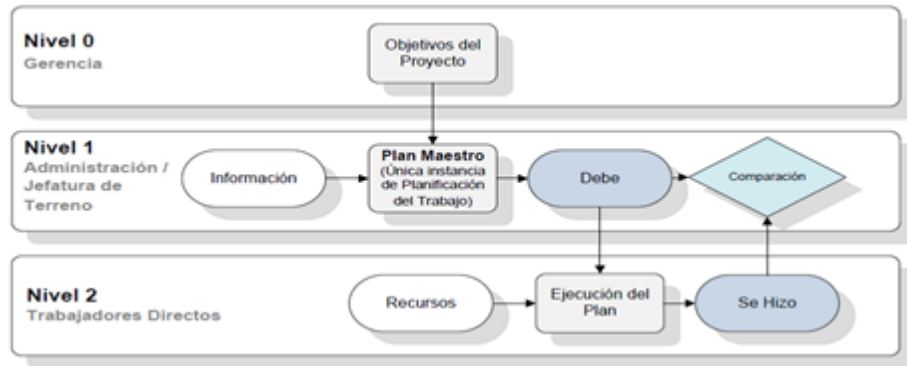 Nivel 0
Gerencia
Objetivos del
Proyecto
Nivel 1
Administración /
Jefatura de
Terreno
Información
Plan Maestro
(Única instancia
de Planificación
del Trabajo)
Debe
Comparación
Nivel 2
Trabajadores Directos
Recursos
Ejecución del
Plan
Se Hizo